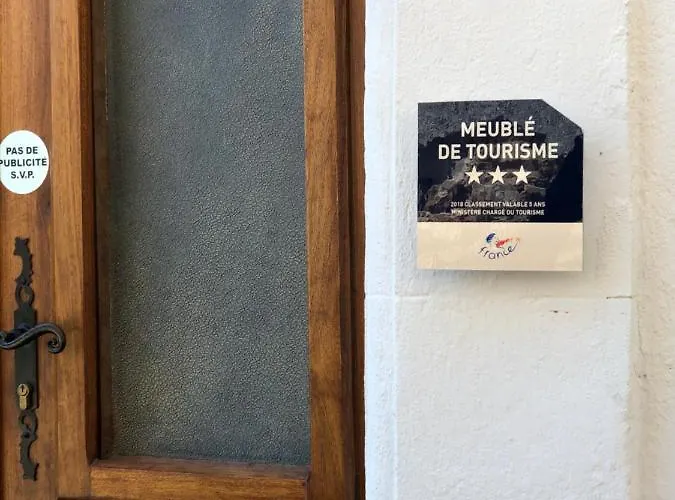 PAS DE
PUBLICITÉ
S.V.P.
MEUBLÉ
DE TOURISME
2018 CLASSEMENT VALABLE 5 ANS
MINISTÈRE CHARGÉ DU TOURISME
france